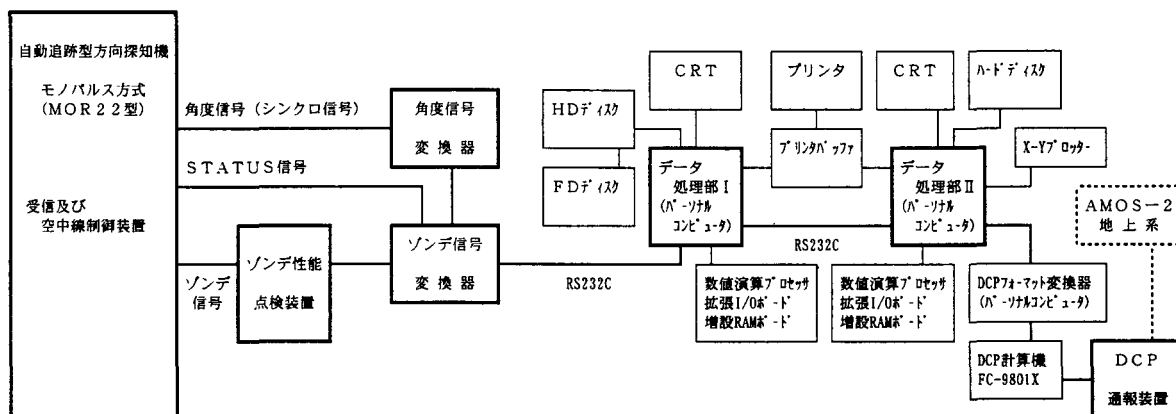 自動追跡型方向探知機
モノパルス方式
(MOR22型)
受信及び
空中線制御装置
角度信号(シンクロ信号)
STATUS信号
ゾンデ
信号
ゾンデ性能
点検装置
角度信号
変換器
ゾンデ信号
変換器
RS232C
HDディスク
FDディスク
CRT
プリンタ
CRT
ハードディスク
データ
処理部Ⅰ
(パーソナル
コンピュータ)
プリンタバッファ
データ
処理部Ⅱ
(パーソナル
コンピュータ)
X-Yプロッター
RS232C
数値演算プロセッサ
拡張I/Oボード
増設RAMボード
数値演算プロセッサ
拡張I/Oボード
増設RAMボード
AMOS-2
地上系
DCPフォーマット変換器
(パーソナルコンピュータ)
DCP計算機
FC-9801X
DCP
通報装置